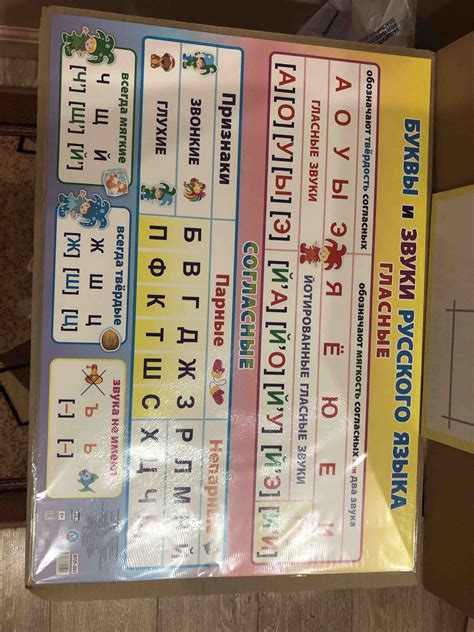 БУКВЫ и ЗВУКИ РУССКОГО ЯЗЫКА
ГЛАСНЫЕ
обозначают твёрдость согласных обозначают мягкость согласных или два звука
А О У Ы Э Я Ё Ю Е И
ГЛАСНЫЕ ЗВУКИ ЙОТИРОВАННЫЕ ГЛАСНЫЕ ЗВУКИ
[А] [О] [У] [Ы] [Э] [Й'А] [Й'О] [Й'У] [Й'Э] [И]
СОГЛАСНЫЕ
Признаки Парные Непарные
ЗВОНКИЕ Б В Г Д Ж З Р Л М Н Й
ГЛУХИЕ П Ф К Т Ш С Х Ц Ч
всегда мягкие
Ч Щ Й
[Ч'] [Щ'] [Й']
всегда твёрдые
Ж Ш Ц
[Ж] [Ш] [Ц]
звука не имеют
Ъ Ь
[–] [–]